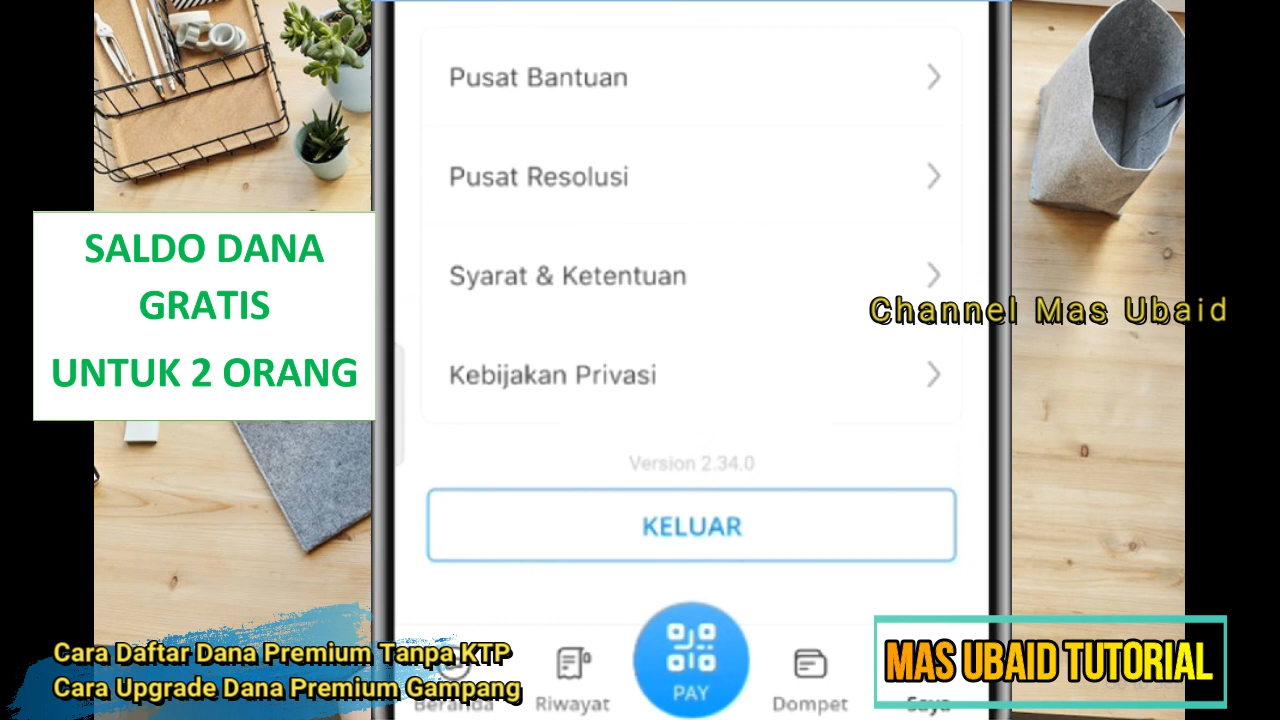 Pusat Bantuan
Pusat Resolusi
SALDO DANA
GRATIS
UNTUK 2 ORANG
Syarat & Ketentuan
Channel Mas Ubaid
Kebijakan Privasi
Version 2.34.0
KELUAR
Cara Daftar Dana Premium Tanpa KTP
Cara Upgrade Dana Premium Gampang
Beranda
Riwayat
PAY
Dompet
Saya
MAS UBAID TUTORIAL